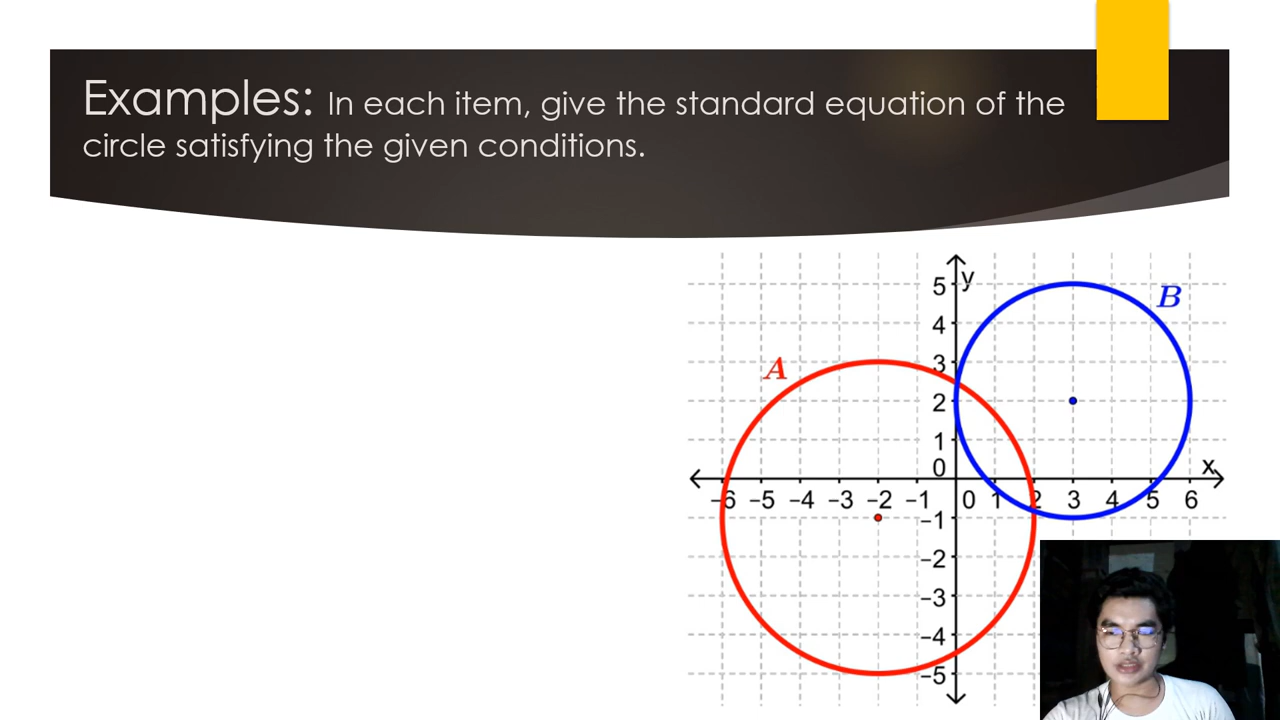 Examples: In each item, give the standard equation of the
circle satisfying the given conditions.
y
5
B
4
A
3
2
1
0
x
−6 −5 −4 −3 −2 −1 0 1 2 3 4 5 6
−1
−2
−3
−4
−5